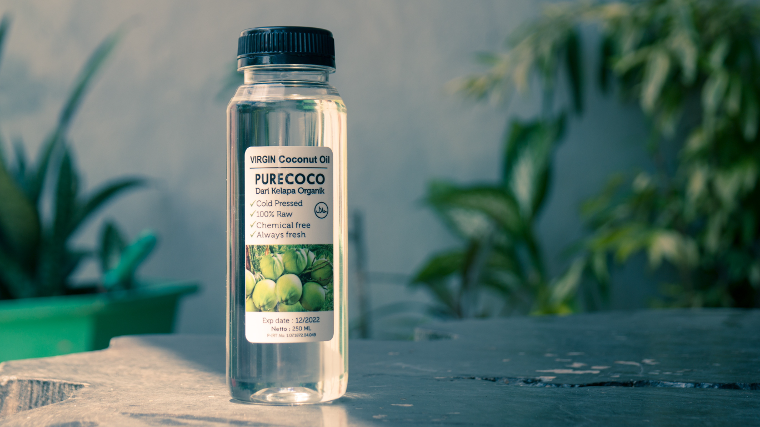 VIRGIN Coconut Oil
PURECOCO
Dari Kelapa Organik
✓Cold Pressed
✓100% Raw
✓Chemical free
✓Always fresh
Exp date : 12/2022
Netto : 250 ML